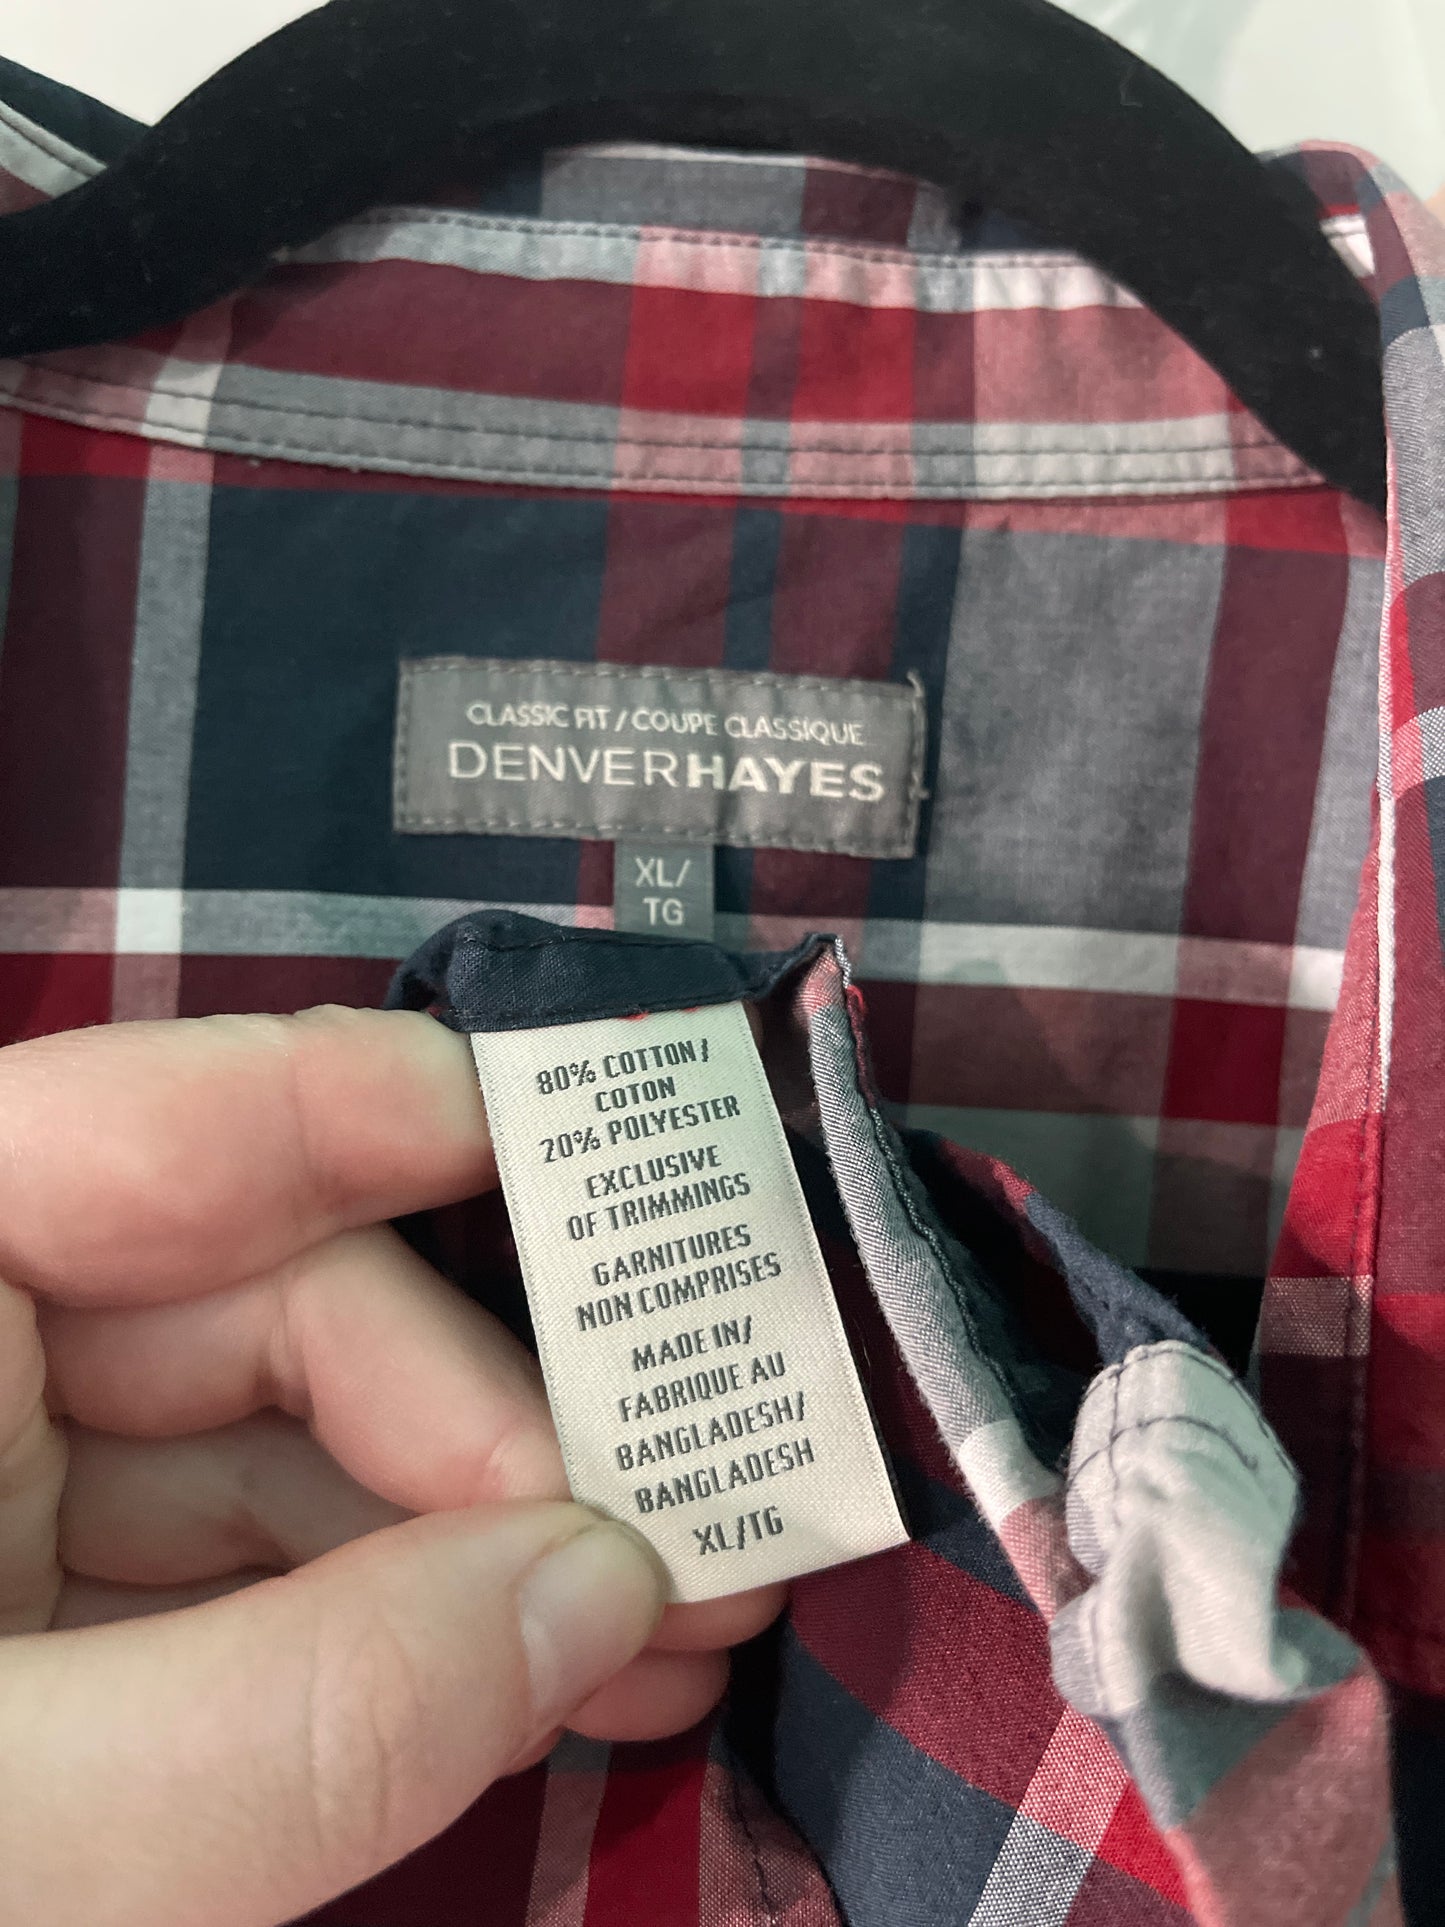 CLASSIC FIT / COUPE CLASSIQUE
DENVERHAYES
XL/
TG
80% COTTON/
COTON
20% POLYESTER
EXCLUSIVE
OF TRIMMINGS
GARNITURES
NON COMPRISES
MADE IN/
FABRIQUE AU
BANGLADESH/
BANGLADESH
XL/TG